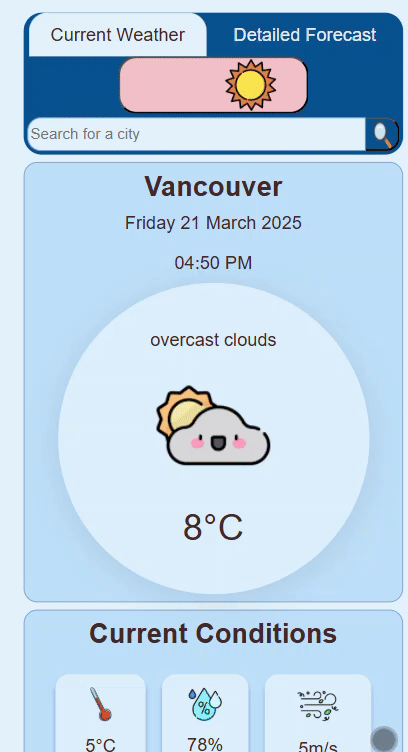 Current Weather Detailed Forecast
Search for a city
Vancouver
Friday 21 March 2025
04:50 PM
overcast clouds
8°C
Current Conditions
%
5°C 78% 5m/s